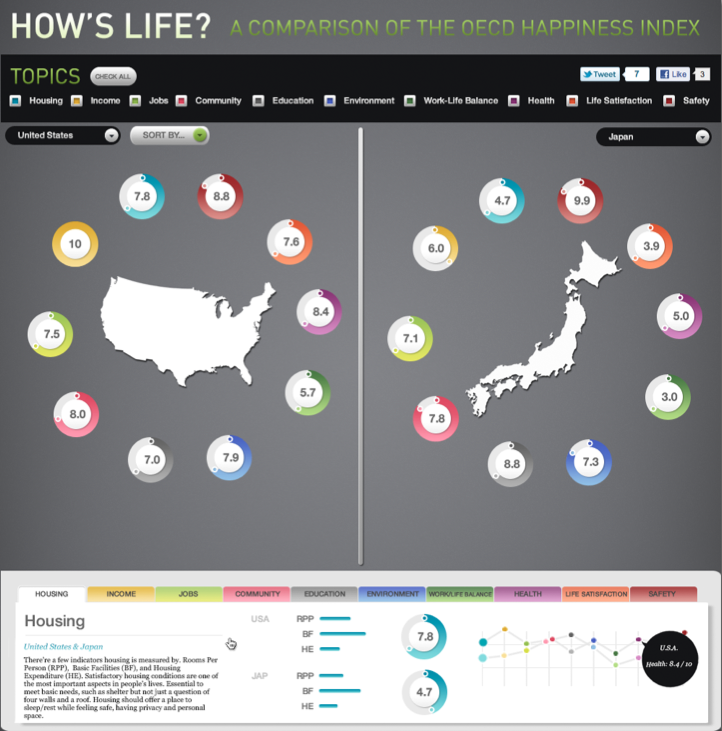 HOW'S LIFE? A COMPARISON OF THE OECD HAPPINESS INDEX
TOPICS CHECK ALL
Tweet 7 Like 3
Housing Income Jobs Community Education Environment Work-Life Balance Health Life Satisfaction Safety
United States SORT BY... Japan
7.8 8.8
10 7.6
8.4
7.5
5.7
8.0
7.0 7.9
4.7 9.9
6.0 3.9
5.0
7.1
3.0
7.8
8.8 7.3
HOUSING INCOME JOBS COMMUNITY EDUCATION ENVIRONMENT WORK/LIFE BALANCE HEALTH LIFE SATISFACTION SAFETY
Housing
United States & Japan
There're a few indicators housing is measured by. Rooms Per
Person (RPP), Basic Facilities (BF), and Housing
Expenditure (HE). Satisfactory housing conditions are one of
the most important aspects in people's lives. Essential to
meet basic needs, such as shelter but not just a question of
four walls and a roof. Housing should offer a place to
sleep/rest while feeling safe, having privacy and personal
space.
USA RPP
BF
HE
7.8
JAP RPP
BF
HE
4.7
U.S.A.
Health: 8.4 / 10